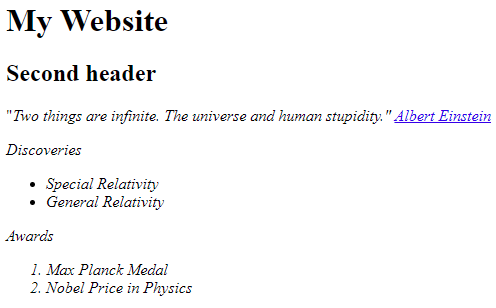 My Website
Second header
"Two things are infinite. The universe and human stupidity." Albert Einstein
Discoveries
• Special Relativity
• General Relativity
Awards
1. Max Planck Medal
2. Nobel Price in Physics